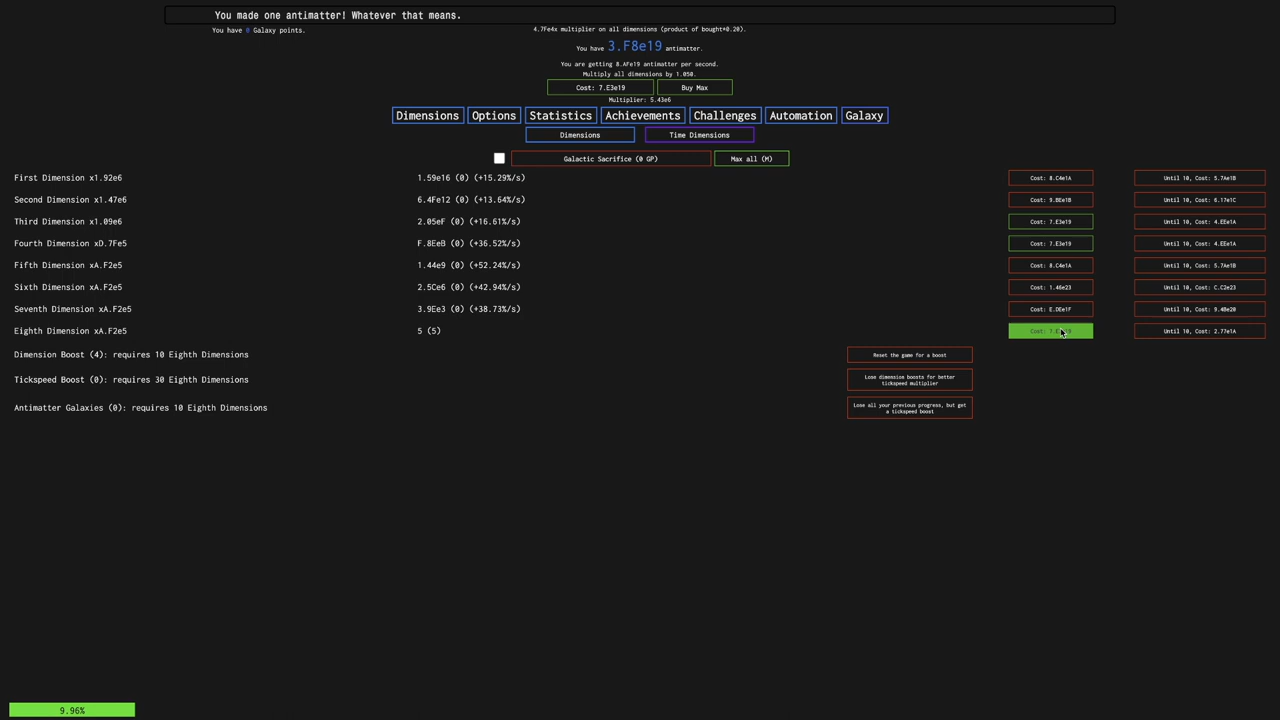 You made one antimatter! Whatever that means.
You have 0 Galaxy points.
4.7Fe4x multiplier on all dimensions (product of bought*0.20).
You have 3.F8e19 antimatter.
You are getting 8.AFe19 antimatter per second.
Multiply all dimensions by 1.050.
Cost: 7.E3e19 Buy Max
Multiplier: 5.43e6
Dimensions Options Statistics Achievements Challenges Automation Galaxy
Dimensions Time Dimensions
Galactic Sacrifice (0 GP) Max all (M)
First Dimension x1.92e6 1.59e16 (0) (+15.29%/s) Cost: 8.C4e1A Until 10, Cost: 5.7Ae1B
Second Dimension x1.47e6 6.4Fe12 (0) (+13.64%/s) Cost: 9.BEe1B Until 10, Cost: 6.17e1C
Third Dimension x1.09e6 2.05eF (0) (+16.61%/s) Cost: 7.E3e19 Until 10, Cost: 4.EEe1A
Fourth Dimension xD.7Fe5 F.8EeB (0) (+36.52%/s) Cost: 7.E3e19 Until 10, Cost: 4.EEe1A
Fifth Dimension xA.F2e5 1.44e9 (0) (+52.24%/s) Cost: 8.C4e1A Until 10, Cost: 5.7Ae1B
Sixth Dimension xA.F2e5 2.5Ce6 (0) (+42.94%/s) Cost: 1.46e23 Until 10, Cost: C.C2e23
Seventh Dimension xA.F2e5 3.9Ee3 (0) (+38.73%/s) Cost: E.DEe1F Until 10, Cost: 9.4Be20
Eighth Dimension xA.F2e5 5 (5) Cost: Until 10, Cost: 2.77e1A
Dimension Boost (4): requires 10 Eighth Dimensions Reset the game for a boost
Tickspeed Boost (0): requires 30 Eighth Dimensions Lose dimension boosts for better
tickspeed multiplier
Antimatter Galaxies (0): requires 10 Eighth Dimensions Lose all your previous progress, but get
a tickspeed boost
9.96%